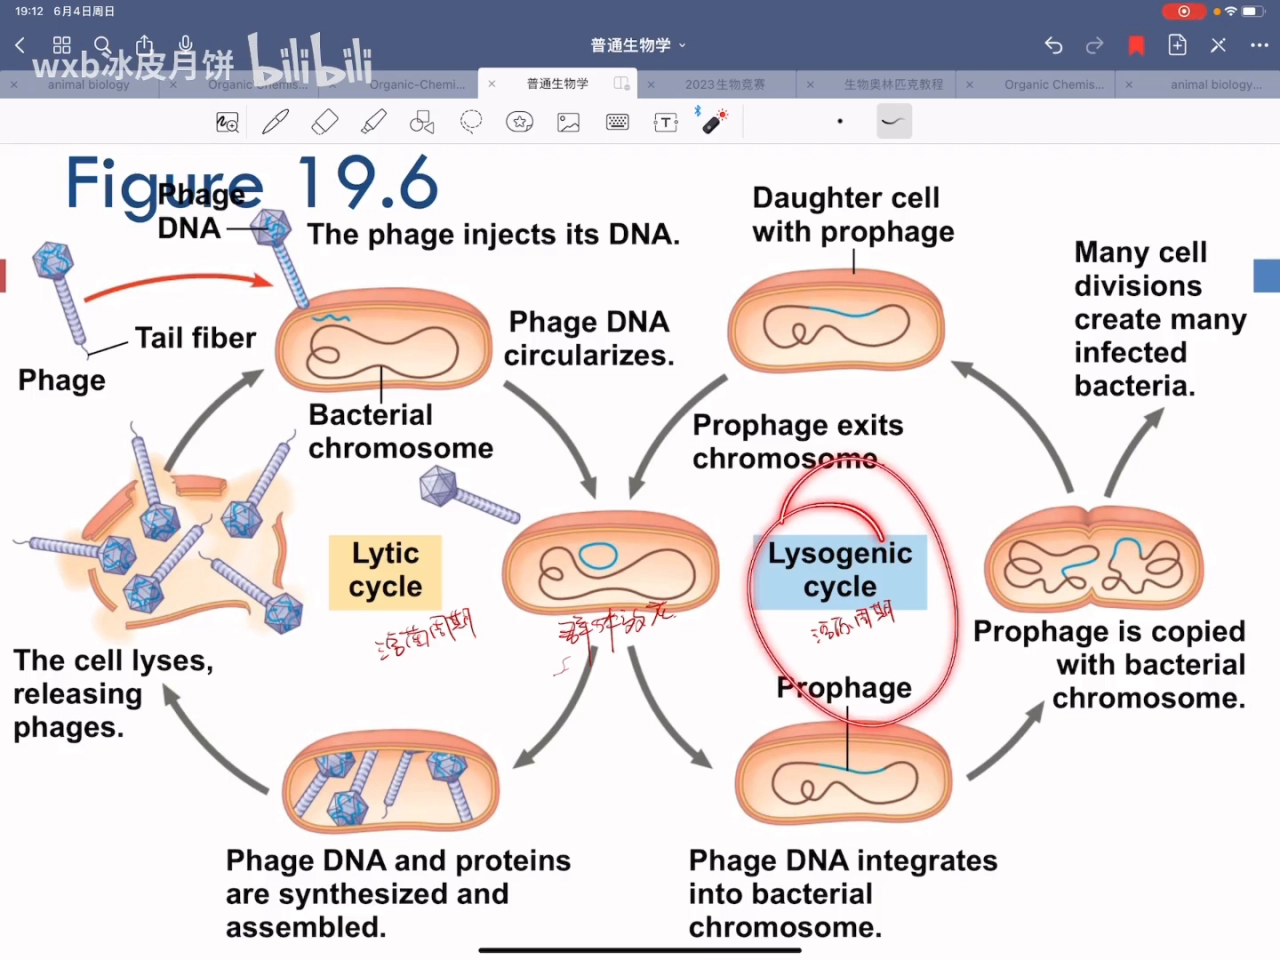 19:12 6月4日周日
普通生物学
wxb冰皮月饼 bilibili
animal biology
Organic Chemis...
Organic-Chemi...
普通生物学
2023生物竞赛
生物奥林匹克教程
Organic Chemis...
animal biology...
Figure 19.6
Phage
DNA
The phage injects its DNA.
Daughter cell
with prophage
Many cell
divisions
create many
infected
bacteria.
Tail fiber
Phage
Phage DNA
circularizes.
Bacterial
chromosome
Prophage exits
chromosome.
Lytic
cycle
Lysogenic
cycle
溶菌周期
溶原周期
The cell lyses,
releasing
phages.
Prophage
Prophage is copied
with bacterial
chromosome.
Phage DNA and proteins
are synthesized and
assembled.
Phage DNA integrates
into bacterial
chromosome.